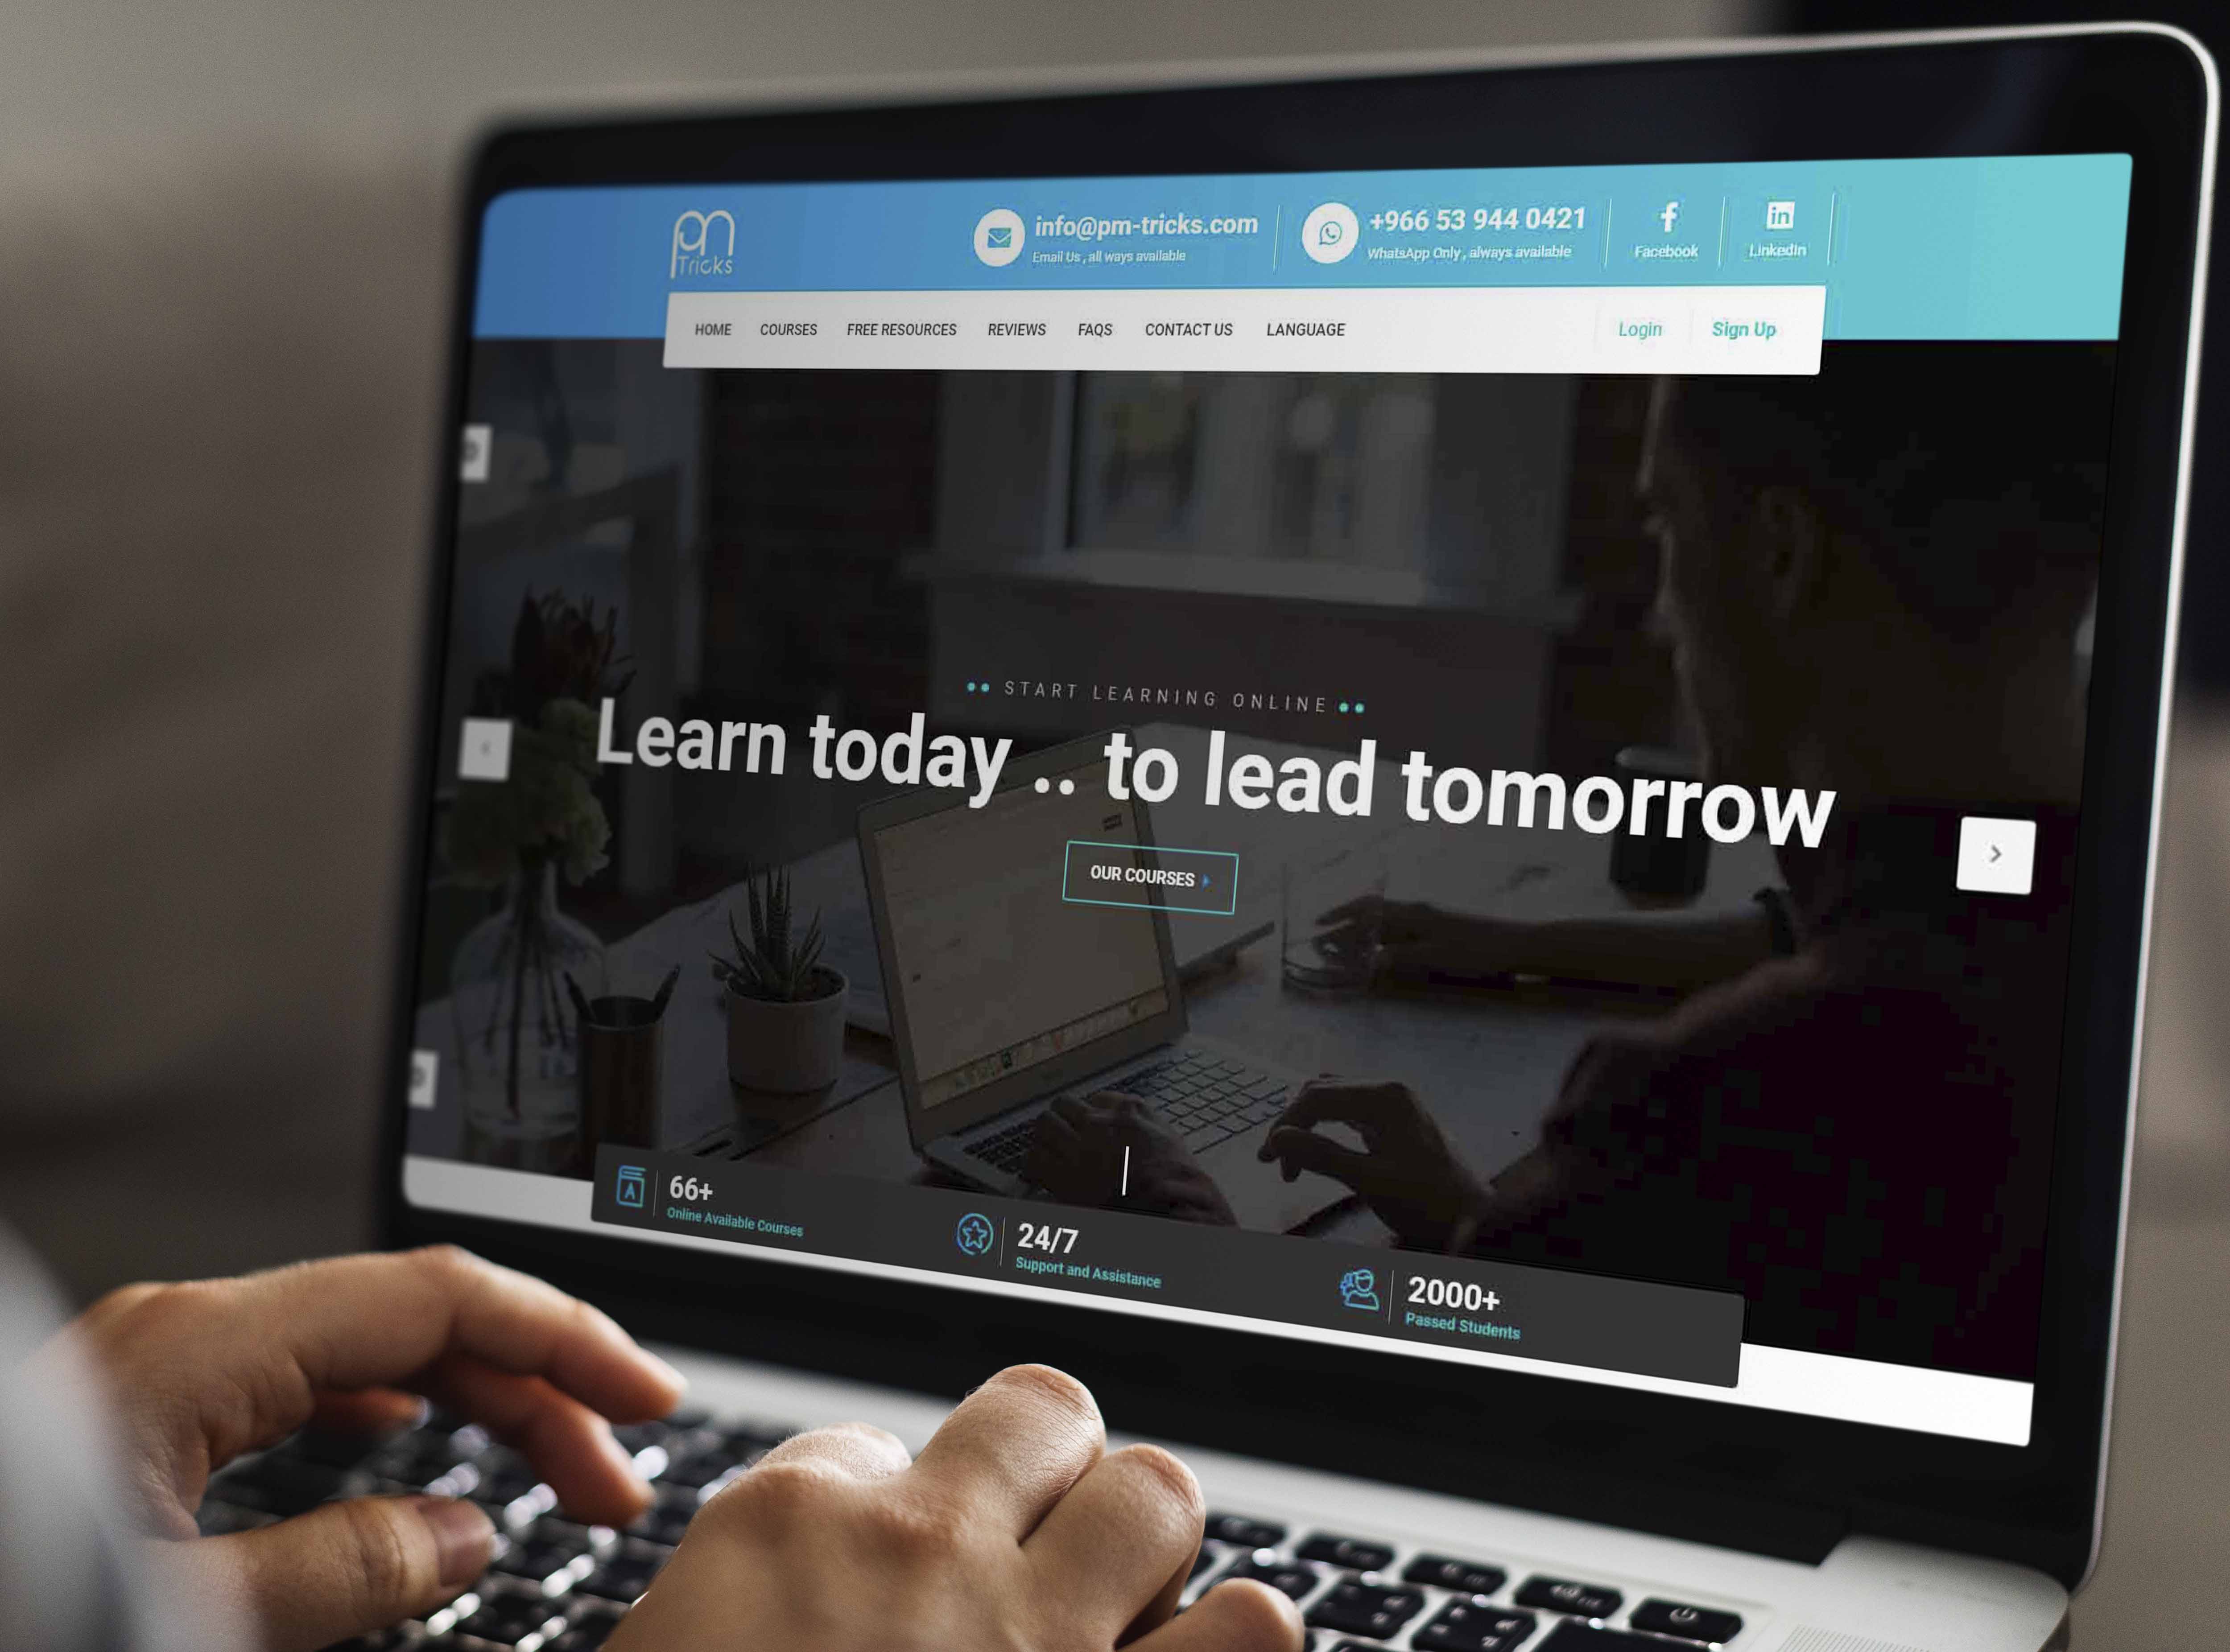 pm
Tricks
info@pm-tricks.com
Email Us , all ways available
+966 53 944 0421
WhatsApp Only , always available
Facebook
in
LinkedIn
HOME COURSES FREE RESOURCES REVIEWS FAQS CONTACT US LANGUAGE Login Sign Up
START LEARNING ONLINE
Learn today .. to lead tomorrow
OUR COURSES
66+
Online Available Courses
24/7
Support and Assistance
2000+
Passed Students